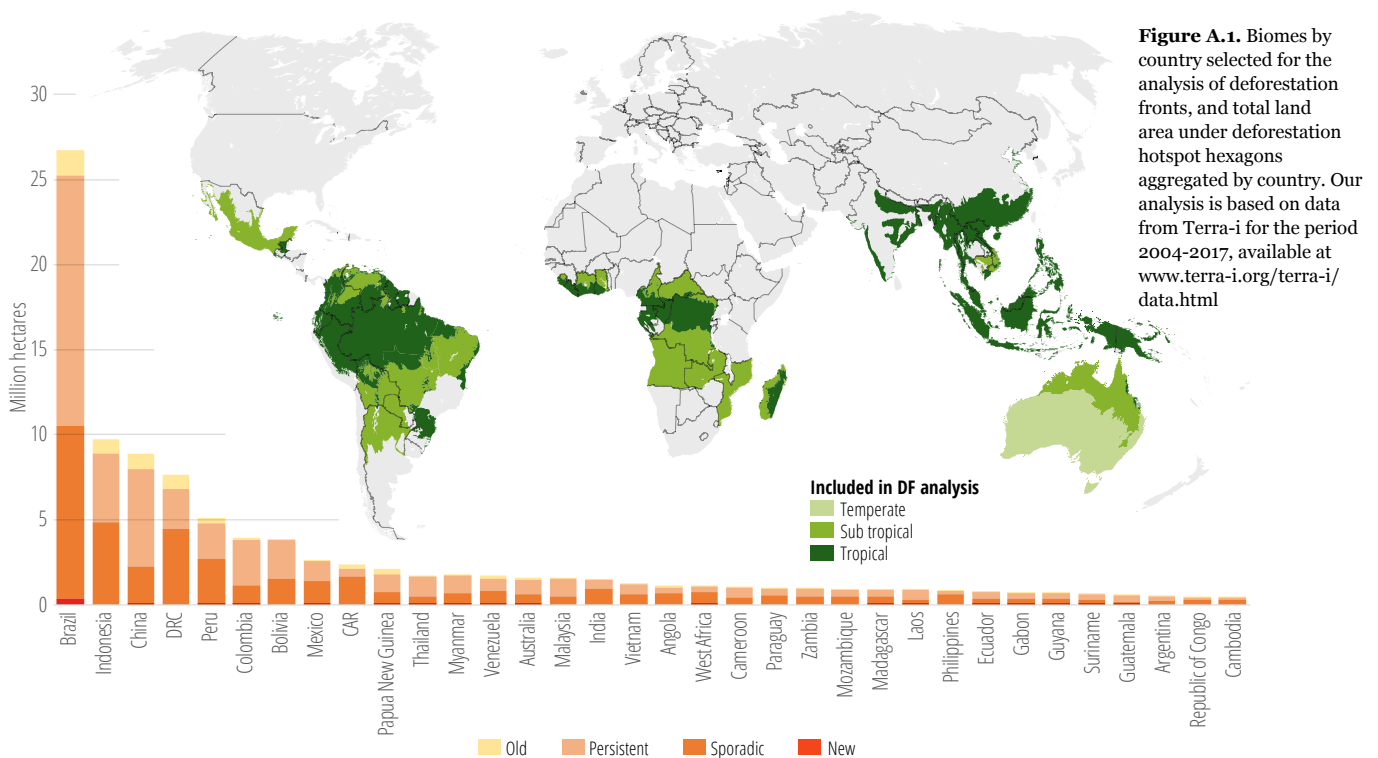 Figure A.1. Biomes by
country selected for the
analysis of deforestation
fronts, and total land
area under deforestation
hotspot hexagons
aggregated by country. Our
analysis is based on data
from Terra-i for the period
2004-2017, available at
www.terra-i.org/terra-i/
data.html
Million hectares
30
25
20
15
10
5
0
Included in DF analysis
Temperate
Sub tropical
Tropical
Brazil
Indonesia
China
DRC
Peru
Colombia
Bolivia
Mexico
CAR
Papua New Guinea
Thailand
Myanmar
Venezuela
Australia
Malaysia
India
Vietnam
Angola
West Africa
Cameroon
Paraguay
Zambia
Mozambique
Madagascar
Laos
Philippines
Ecuador
Gabon
Guyana
Suriname
Guatemala
Argentina
Republic of Congo
Cambodia
Old
Persistent
Sporadic
New